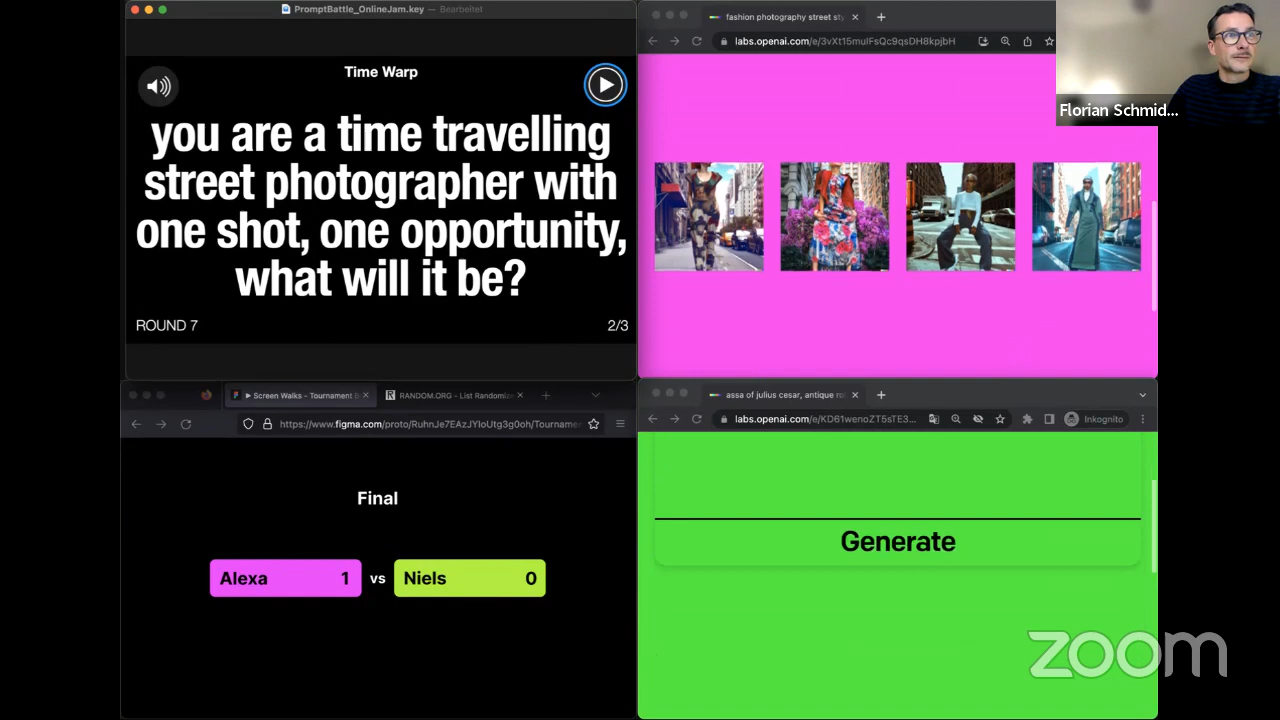 PromptBattle_OnlineJam.key — Bearbeitet
Time Warp
you are a time travelling
street photographer with
one shot, one opportunity,
what will it be?
ROUND 7
2/3
fashion photography street sty
labs.openai.com/e/3vXt15mulFsQc9qsDH8kpjbH
Florian Schmid...
Screen Walks - Tournament B
RANDOM.ORG - List Randomiz
https://www.figma.com/proto/RuhnJe7EAzJYIoUtg3g0oh/Tourname
Final
Alexa 1 vs Niels 0
assa of julius cesar, antique ro
labs.openai.com/e/KD61wenoZT5sTE3...
Inkognito
Generate
zoom